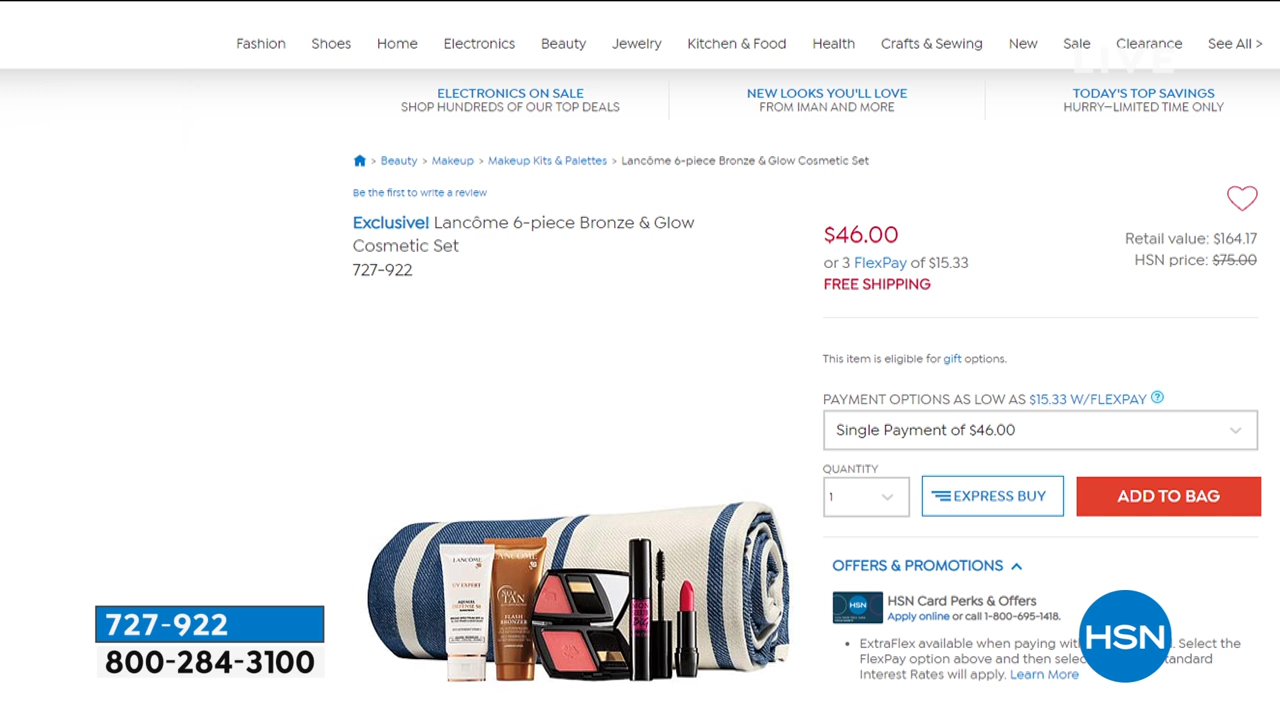 Fashion Shoes Home Electronics Beauty Jewelry Kitchen & Food Health Crafts & Sewing New Sale Clearance See All >
LIVE
ELECTRONICS ON SALE
SHOP HUNDREDS OF OUR TOP DEALS
NEW LOOKS YOU'LL LOVE
FROM IMAN AND MORE
TODAY'S TOP SAVINGS
HURRY—LIMITED TIME ONLY
> Beauty > Makeup > Makeup Kits & Palettes > Lancôme 6-piece Bronze & Glow Cosmetic Set
Be the first to write a review
Exclusive! Lancôme 6-piece Bronze & Glow
Cosmetic Set
727-922
$46.00
or 3 FlexPay of $15.33
FREE SHIPPING
Retail value: $164.17
HSN price: $75.00
This item is eligible for gift options.
PAYMENT OPTIONS AS LOW AS $15.33 W/FLEXPAY ?
Single Payment of $46.00
QUANTITY
1
EXPRESS BUY
ADD TO BAG
OFFERS & PROMOTIONS
HSN
HSN Card Perks & Offers
Apply online or call 1-800-695-1418.
• ExtraFlex available when paying wit . Select the
FlexPay option above and then selec tandard
Interest Rates will apply. Learn More
HSN
LANCÔME
UV EXPERT
LANCÔME
SELF TAN
FLASH
BRONZER
727-922
800-284-3100